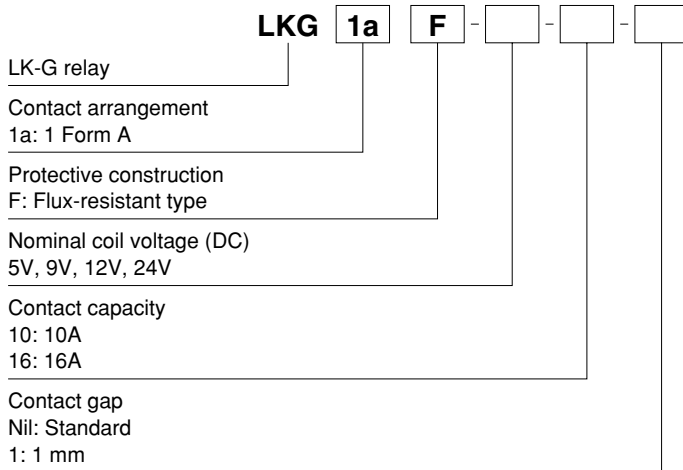 LKG 1a F - - -
LK-G relay
Contact arrangement
1a: 1 Form A
Protective construction
F: Flux-resistant type
Nominal coil voltage (DC)
5V, 9V, 12V, 24V
Contact capacity
10: 10A
16: 16A
Contact gap
Nil: Standard
1: 1 mm